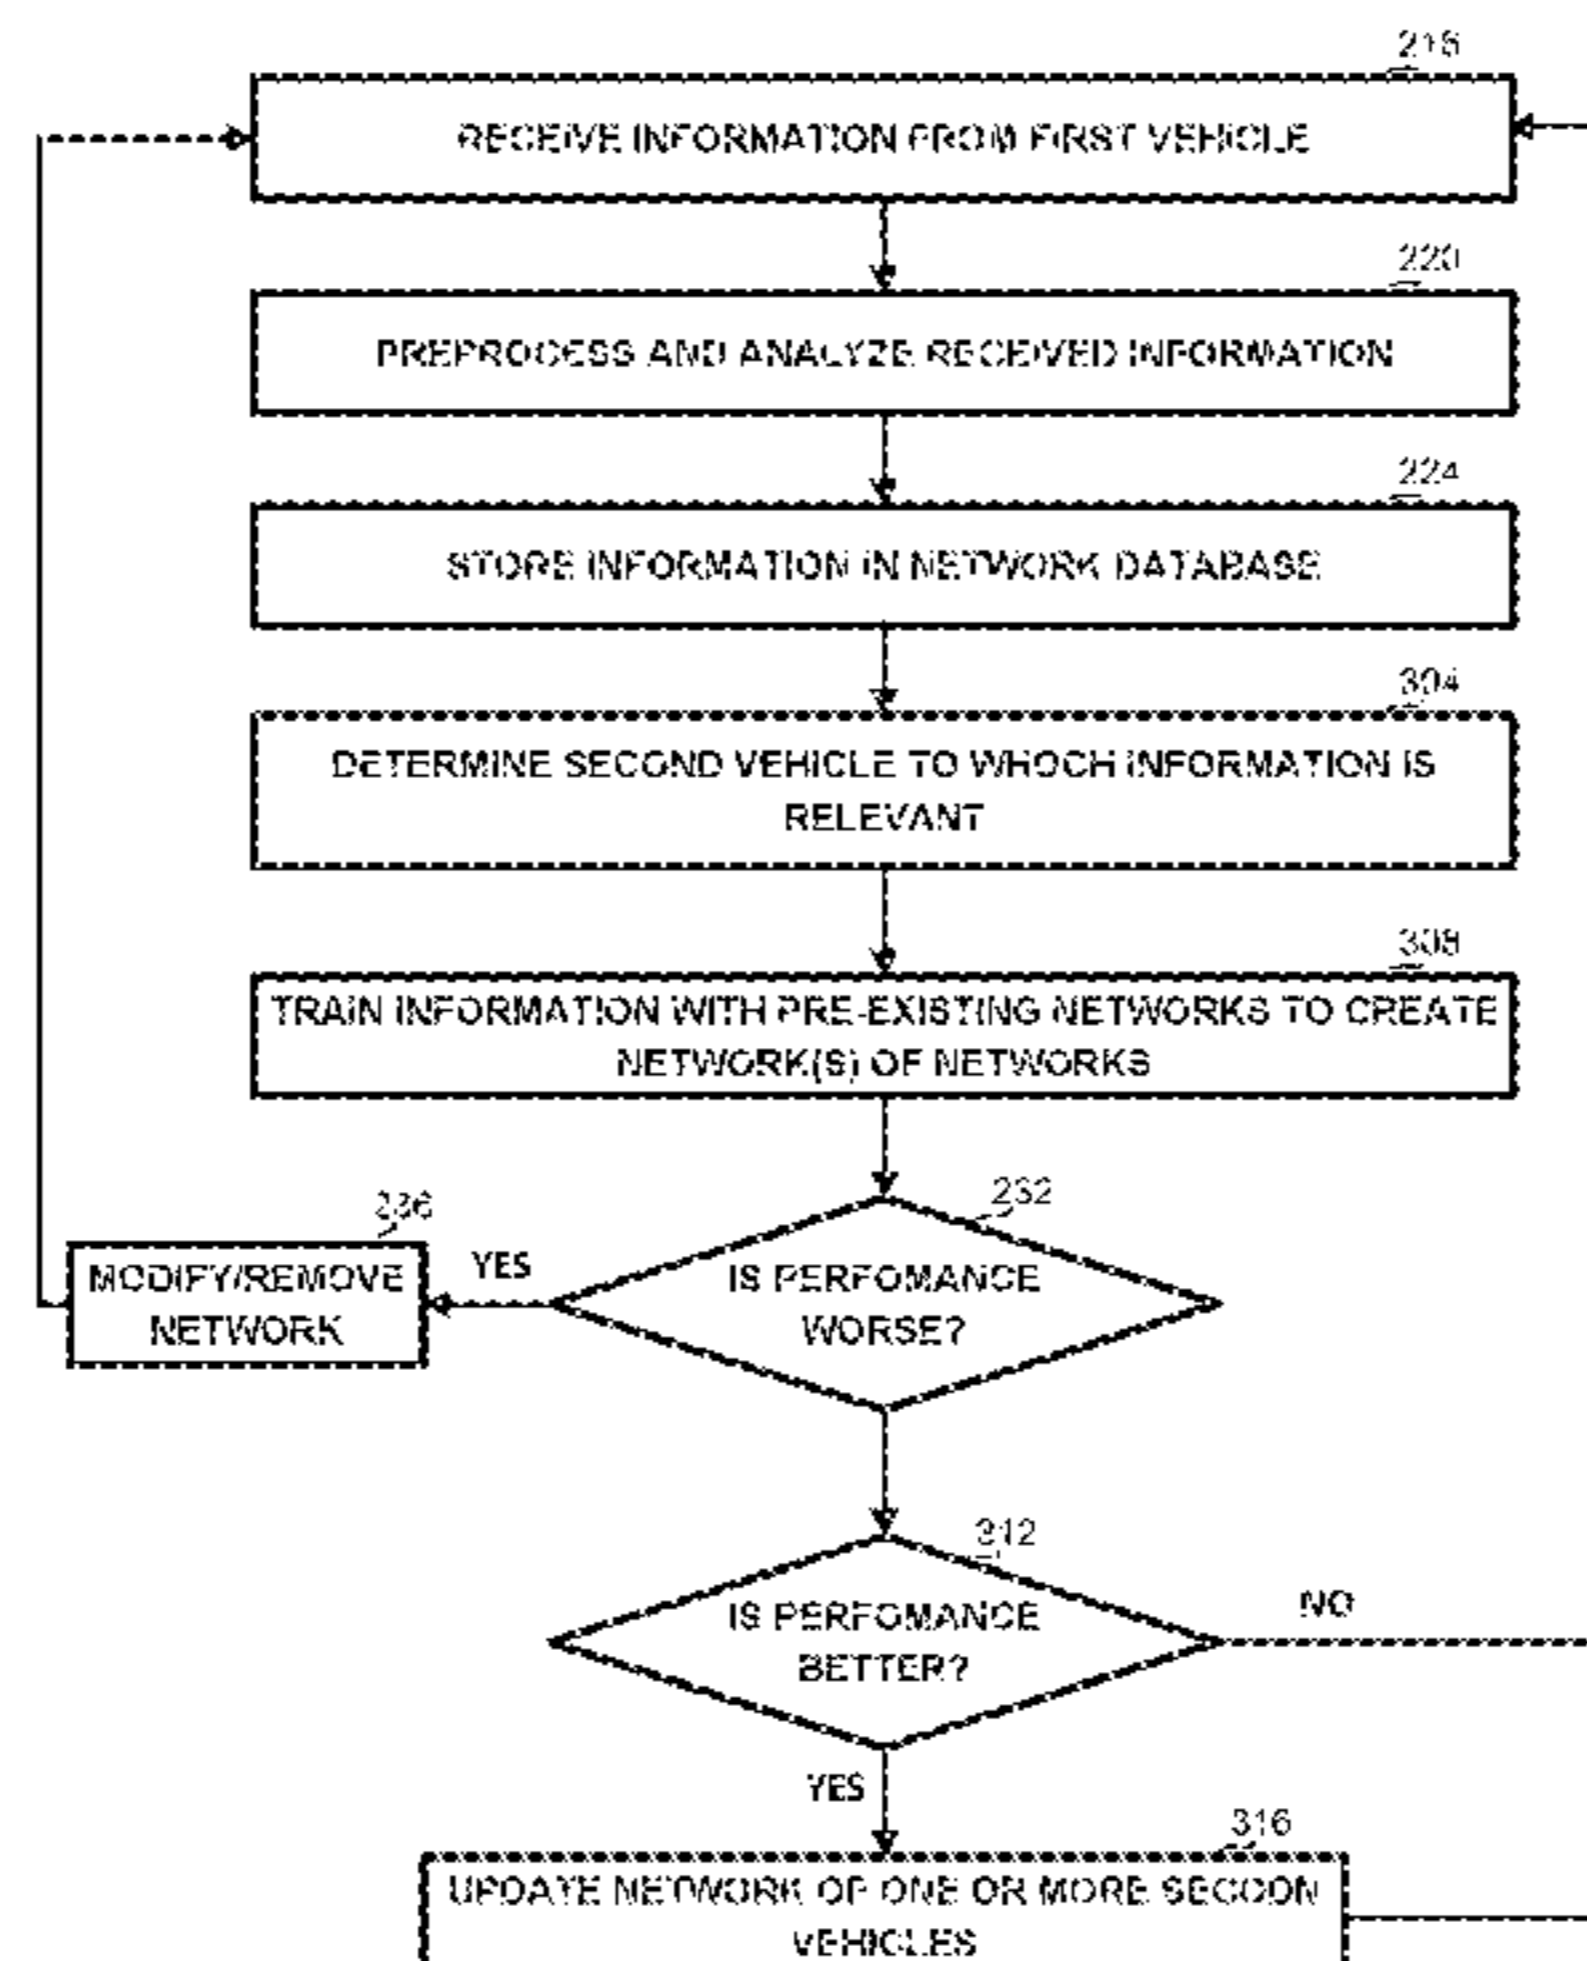 216
RECEIVE INFORMATION FROM FIRST VEHICLE
220
PREPROCESS AND ANALYZE RECEIVED INFORMATION
224
STORE INFORMATION IN NETWORK DATABASE
304
DETERMINE SECOND VEHICLE TO WHOCH INFORMATION IS
RELEVANT
308
TRAIN INFORMATION WITH PRE-EXISTING NETWORKS TO CREATE
NETWORK(S) OF NETWORKS
232
IS PERFOMANCE
WORSE?
YES
236
MODIFY/REMOVE
NETWORK
312
IS PERFOMANCE
BETTER?
NO
YES
316
UPDATE NETWORK OF ONE OR MORE SECCON
VEHICLES